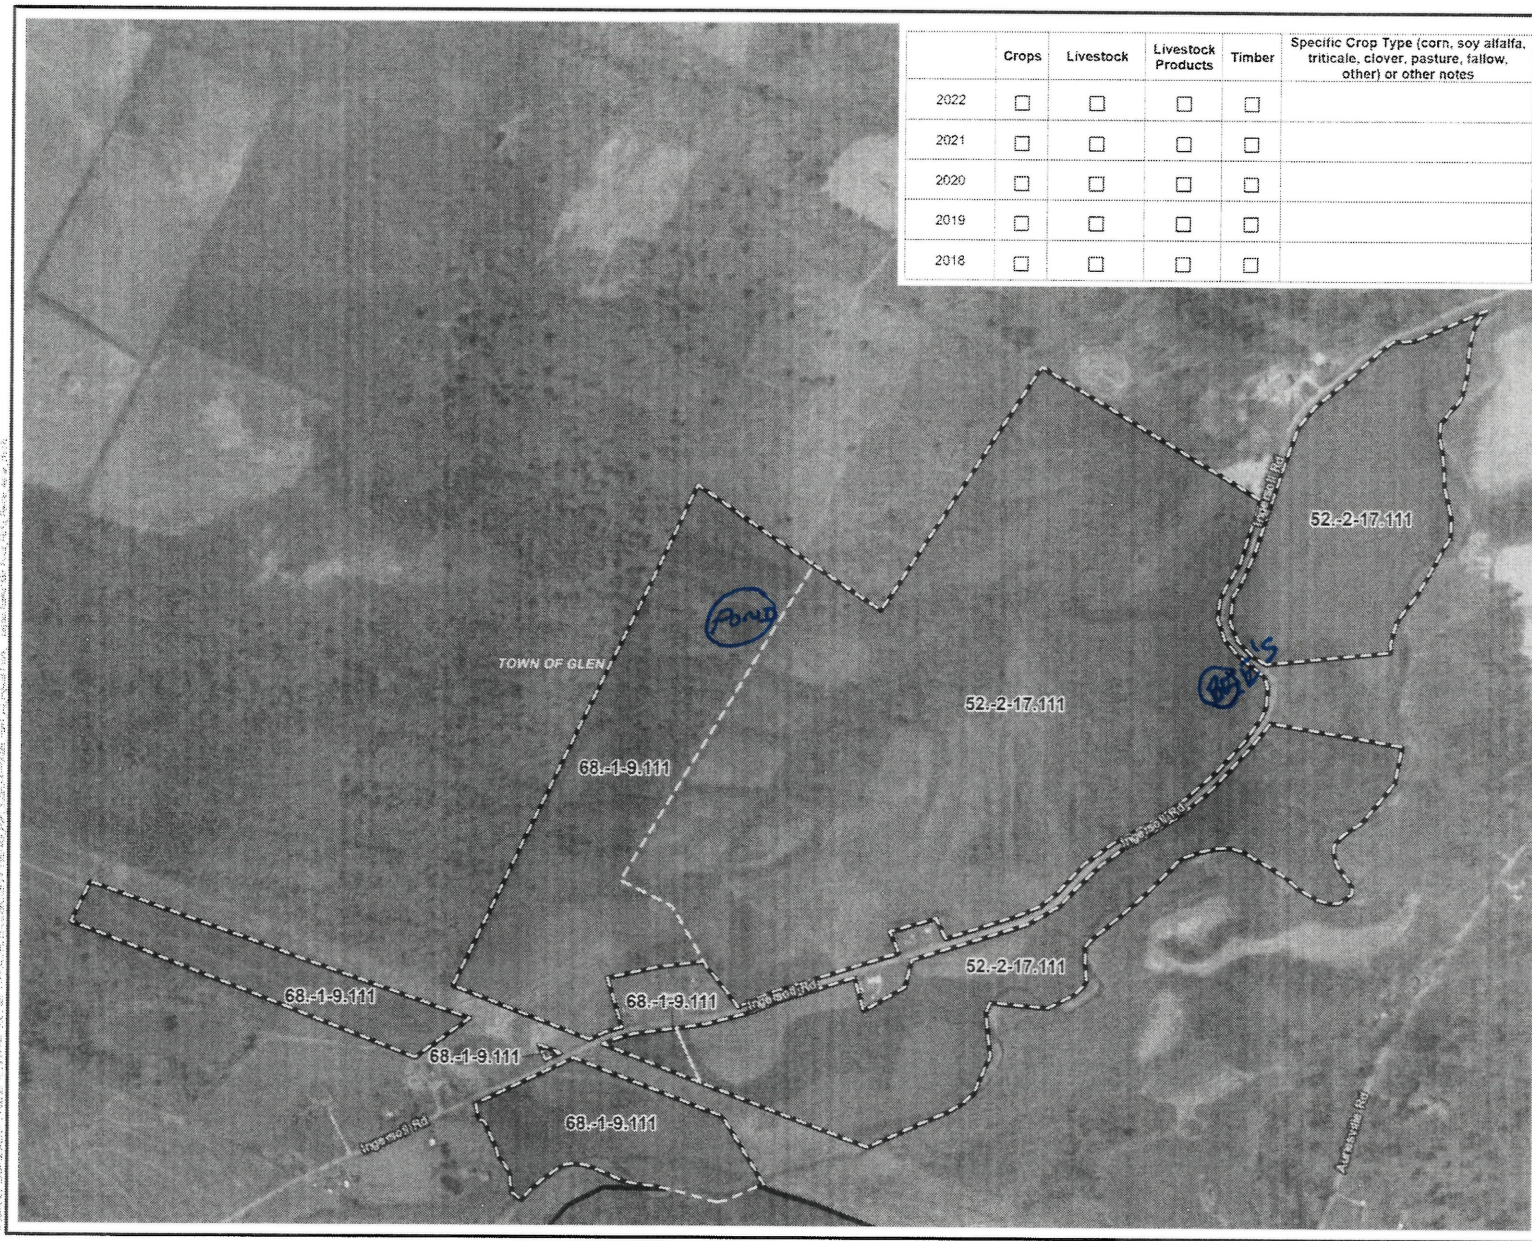 Crops Livestock Livestock Products Timber Specific Crop Type (corn, soy alfalfa, triticale, clover, pasture, fallow, other) or other notes
2022 ☐ ☐ ☐ ☐
2021 ☐ ☐ ☐ ☐
2020 ☐ ☐ ☐ ☐
2019 ☐ ☐ ☐ ☐
2018 ☐ ☐ ☐ ☐
Ingersoll Rd
52.-2-17.111
Pond
TOWN OF GLEN
52.-2-17.111
68.-1-9.111
Ingersoll Rd
52.-2-17.111
68.-1-9.111
68.-1-9.111
Ingersoll Rd
68.-1-9.111
68.-1-9.111
Ingersoll Rd
Auriesville Rd